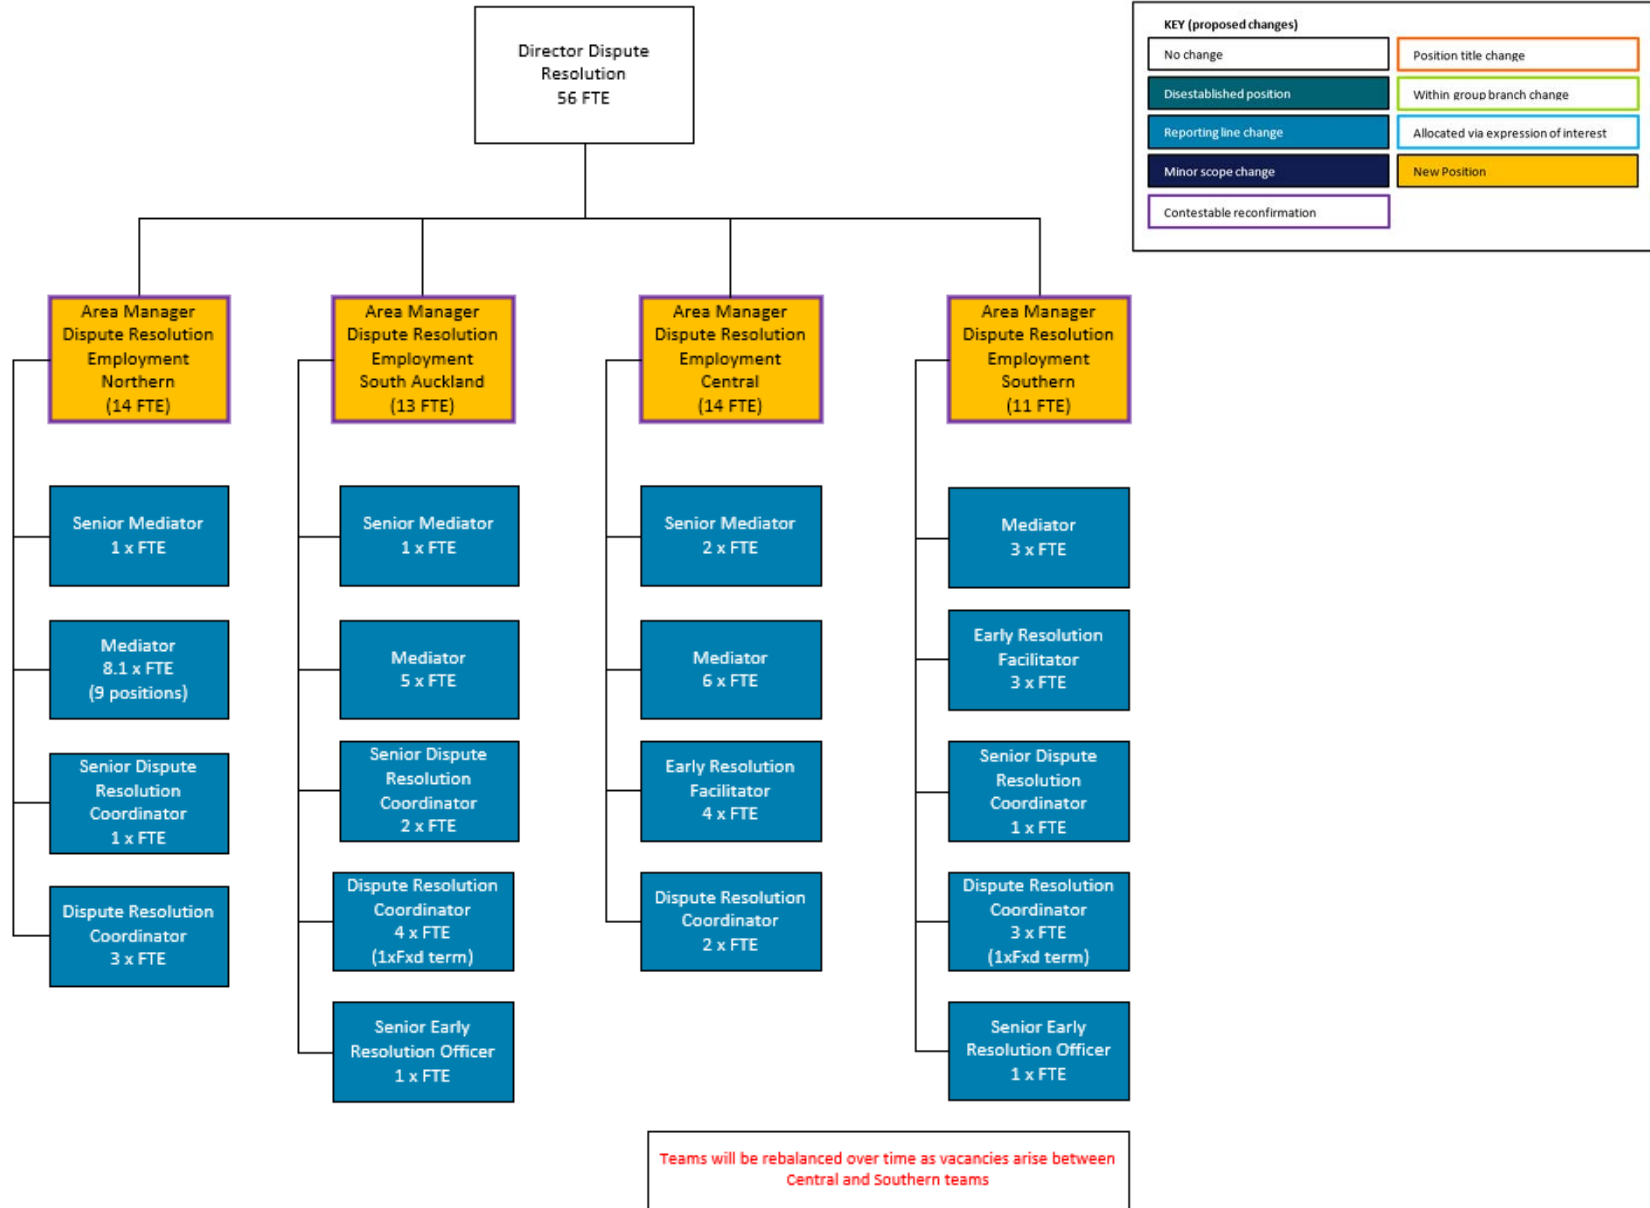 Director Dispute
Resolution
56 FTE
KEY (proposed changes)
No change
Position title change
Disestablished position
Within group branch change
Reporting line change
Allocated via expression of interest
Minor scope change
New Position
Contestable reconfirmation
Area Manager
Dispute Resolution
Employment
Northern
(14 FTE)
Senior Mediator
1 x FTE
Mediator
8.1 x FTE
(9 positions)
Senior Dispute
Resolution
Coordinator
1 x FTE
Dispute Resolution
Coordinator
3 x FTE
Area Manager
Dispute Resolution
Employment
South Auckland
(13 FTE)
Senior Mediator
1 x FTE
Mediator
5 x FTE
Senior Dispute
Resolution
Coordinator
2 x FTE
Dispute Resolution
Coordinator
4 x FTE
(1xFxd term)
Senior Early
Resolution Officer
1 x FTE
Area Manager
Dispute Resolution
Employment
Central
(14 FTE)
Senior Mediator
2 x FTE
Mediator
6 x FTE
Early Resolution
Facilitator
4 x FTE
Dispute Resolution
Coordinator
2 x FTE
Area Manager
Dispute Resolution
Employment
Southern
(11 FTE)
Mediator
3 x FTE
Early Resolution
Facilitator
3 x FTE
Senior Dispute
Resolution
Coordinator
1 x FTE
Dispute Resolution
Coordinator
3 x FTE
(1xFxd term)
Senior Early
Resolution Officer
1 x FTE
Teams will be rebalanced over time as vacancies arise between
Central and Southern teams